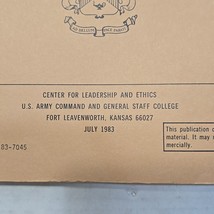 CENTER FOR LEADERSHIP AND ETHICS
U.S. ARMY COMMAND AND GENERAL STAFF COLLEGE
FORT LEAVENWORTH, KANSAS 66027
JULY 1983
This publication
material. It may
mercially.
83-7045